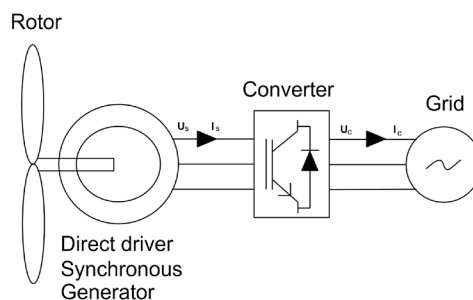 Rotor
Converter
Grid
Us Is
Uc Ic
Direct driver
Synchronous
Generator